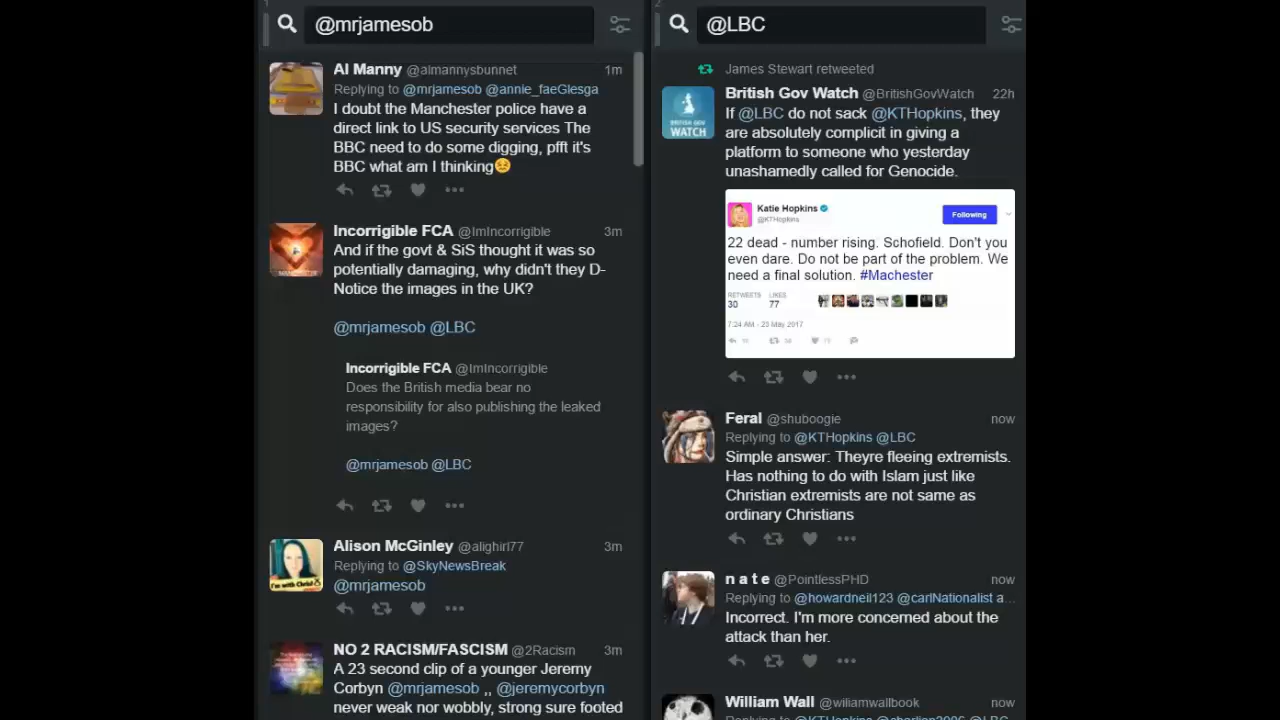 1
@mrjamesob
Al Manny @almannysbunnet 1m
Replying to @mrjamesob @annie_faeGlesga
I doubt the Manchester police have a
direct link to US security services The
BBC need to do some digging, pfft it's
BBC what am I thinking😣
Incorrigible FCA @ImIncorrigible 3m
And if the govt & SiS thought it was so
potentially damaging, why didn't they D-
Notice the images in the UK?
@mrjamesob @LBC
Incorrigible FCA @ImIncorrigible
Does the British media bear no
responsibility for also publishing the leaked
images?
@mrjamesob @LBC
Alison McGinley @alighirl77 3m
Replying to @SkyNewsBreak
@mrjamesob
NO 2 RACISM/FASCISM @2Racism 3m
A 23 second clip of a younger Jeremy
Corbyn @mrjamesob ,, @jeremycorbyn
never weak nor wobbly, strong sure footed
2
@LBC
James Stewart retweeted
BRITISH GOV
WATCH
British Gov Watch @BritishGovWatch 22h
If @LBC do not sack @KTHopkins, they
are absolutely complicit in giving a
platform to someone who yesterday
unashamedly called for Genocide.
Katie Hopkins
@KTHopkins
Following
22 dead - number rising. Schofield. Don't you
even dare. Do not be part of the problem. We
need a final solution. #Machester
RETWEETS LIKES
30 77
7:24 AM - 23 May 2017
Feral @shuboogie now
Replying to @KTHopkins @LBC
Simple answer: Theyre fleeing extremists.
Has nothing to do with Islam just like
Christian extremists are not same as
ordinary Christians
n a t e @PointlessPHD now
Replying to @howardneil123 @carlNationalist a...
Incorrect. I'm more concerned about the
attack than her.
William Wall @wiliamwallbook now